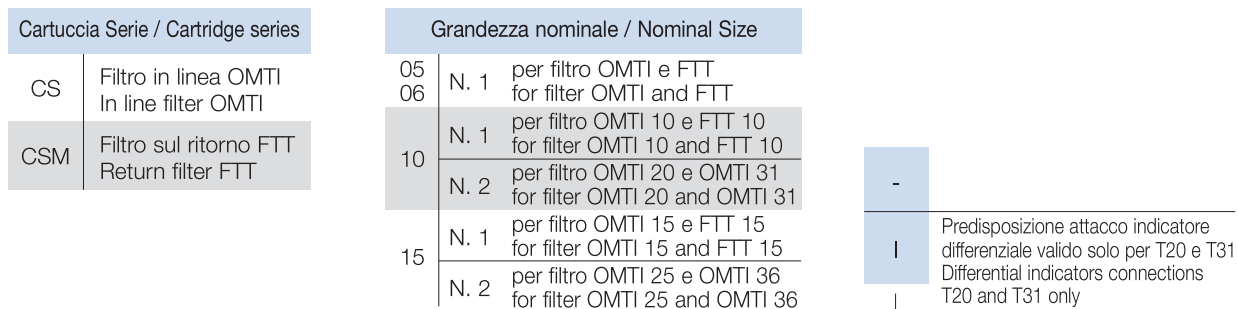 Cartuccia Serie / Cartridge series
CS
Filtro in linea OMTI
In line filter OMTI
CSM
Filtro sul ritorno FTT
Return filter FTT
Grandezza nominale / Nominal Size
05
06
N. 1
per filtro OMTI e FTT
for filter OMTI and FTT
10
N. 1
per filtro OMTI 10 e FTT 10
for filter OMTI 10 and FTT 10
N. 2
per filtro OMTI 20 e OMTI 31
for filter OMTI 20 and OMTI 31
15
N. 1
per filtro OMTI 15 e FTT 15
for filter OMTI 15 and FTT 15
N. 2
per filtro OMTI 25 e OMTI 36
for filter OMTI 25 and OMTI 36
-
I
Predisposizione attacco indicatore
differenziale valido solo per T20 e T31
Differential indicators connections
T20 and T31 only